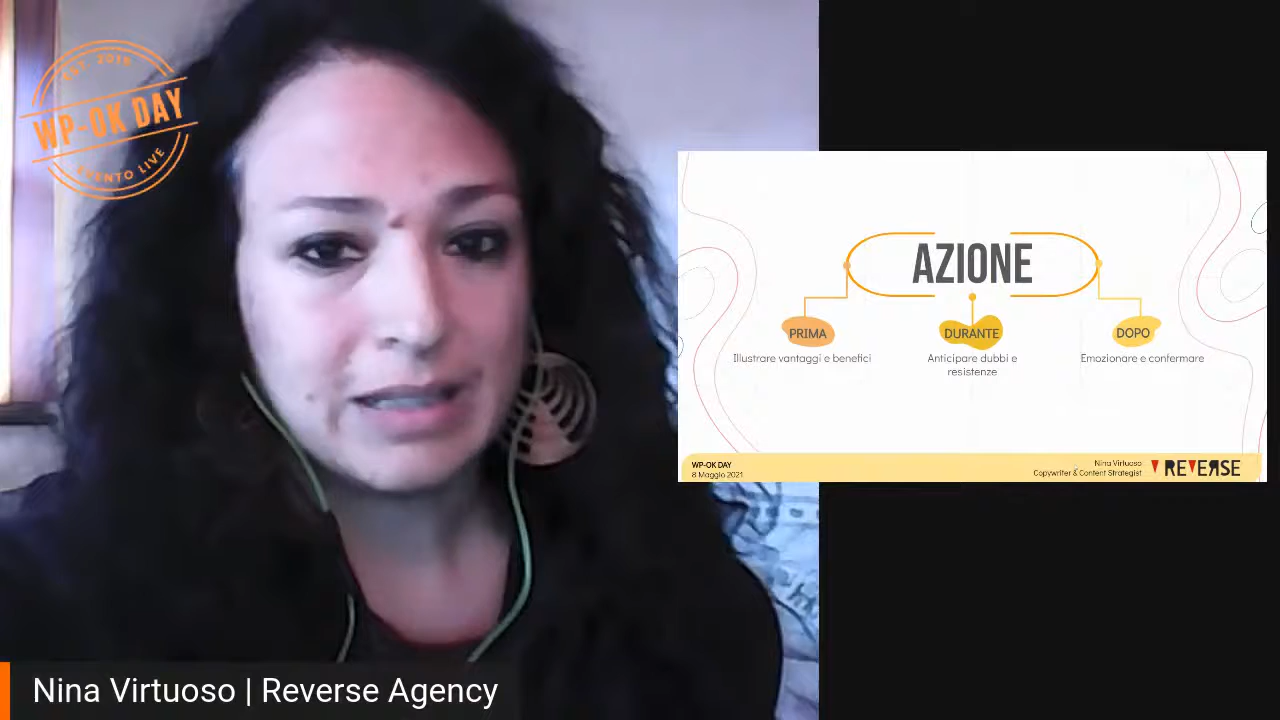 EST. 2019
WP-OK DAY
EVENTO LIVE
AZIONE
PRIMA
DURANTE
DOPO
Illustrare vantaggi e benefici
Anticipare dubbi e
resistenze
Emozionare e confermare
WP-OK DAY
8 Maggio 2021
Nina Virtuoso
Copywriter & Content Strategist
REVERSE
Nina Virtuoso | Reverse Agency